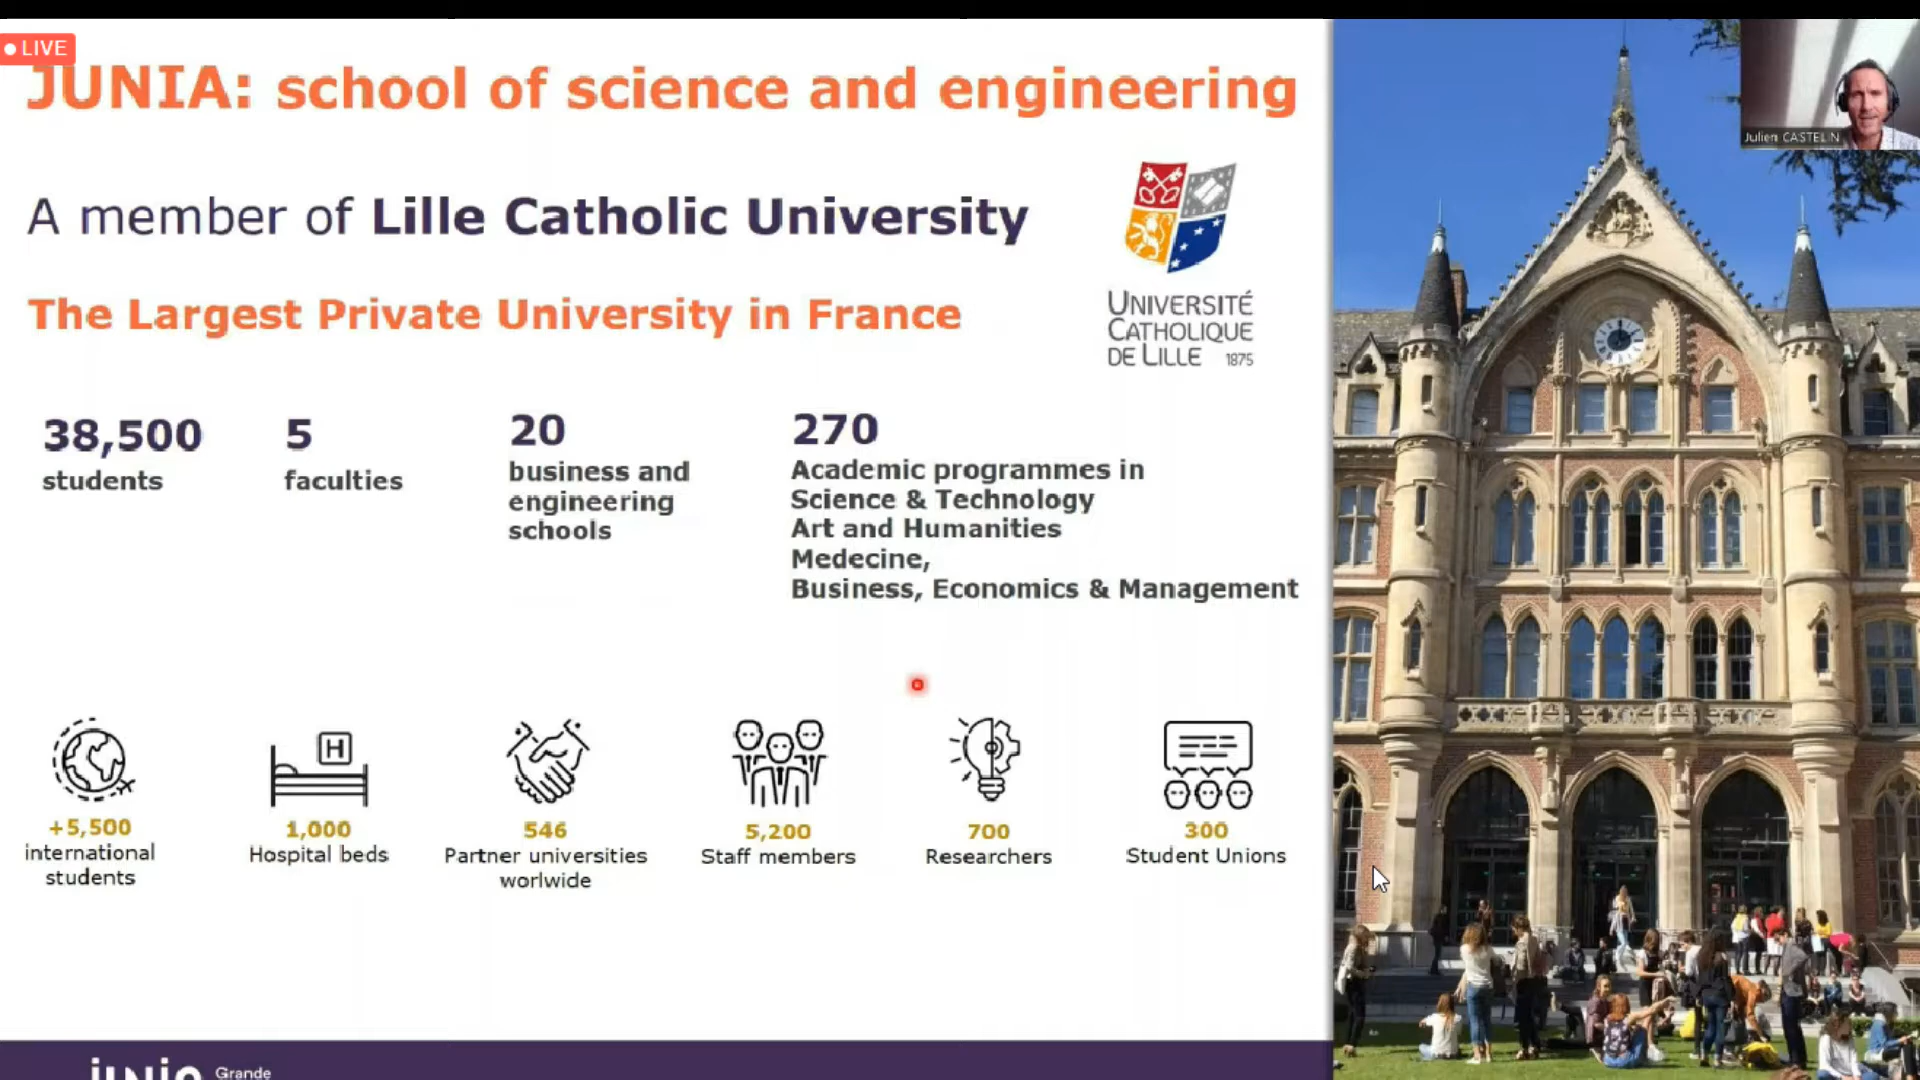 LIVE
JUNIA: school of science and engineering
Julien CASTELIN
A member of Lille Catholic University
The Largest Private University in France
UNIVERSITÉ
CATHOLIQUE
DE LILLE 1875
38,500
students
5
faculties
20
business and
engineering
schools
270
Academic programmes in
Science & Technology
Art and Humanities
Medecine,
Business, Economics & Management
H
+5,500
international
students
1,000
Hospital beds
546
Partner universities
worlwide
5,200
Staff members
700
Researchers
300
Student Unions
junia Grande